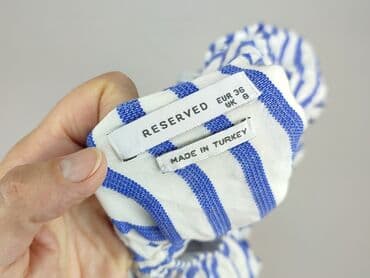 RESERVED
EUR 36
UK 8
MADE IN TURKEY